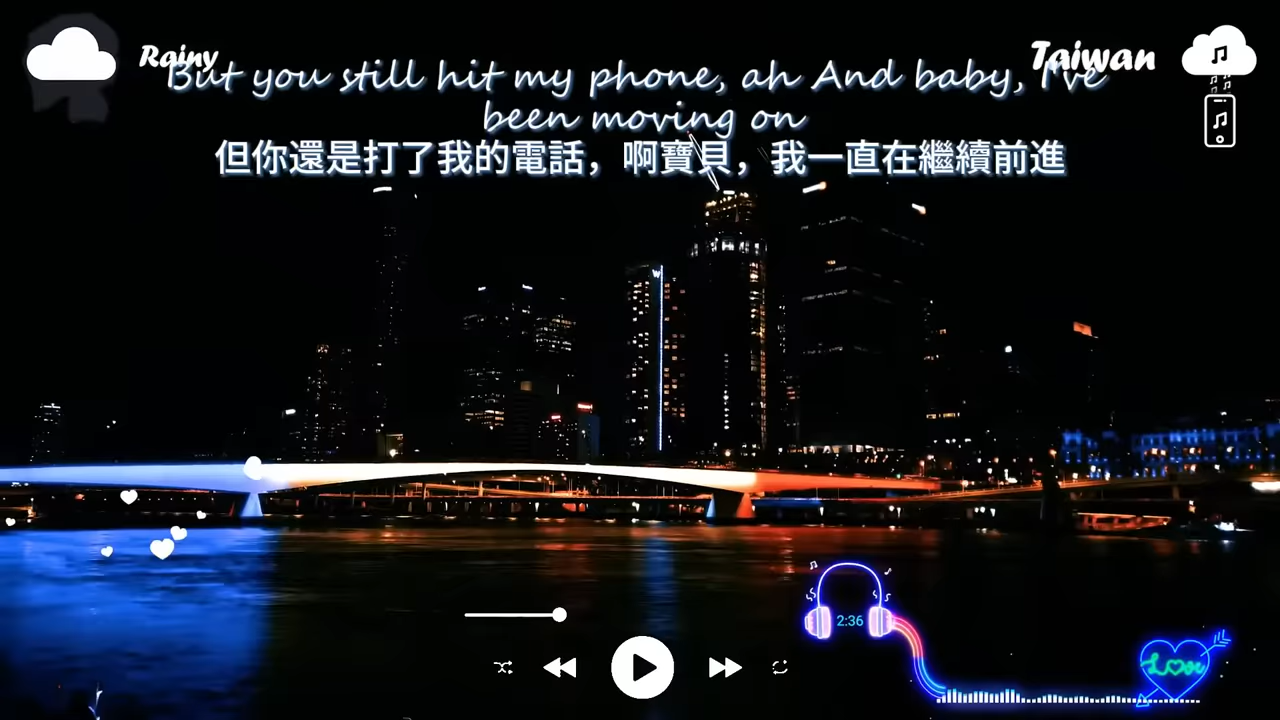 Rainy
Taiwan
But you still hit my phone, ah And baby, I've
been moving on
但你還是打了我的電話，啊寶貝，我一直在繼續前進
W
2:36
Love